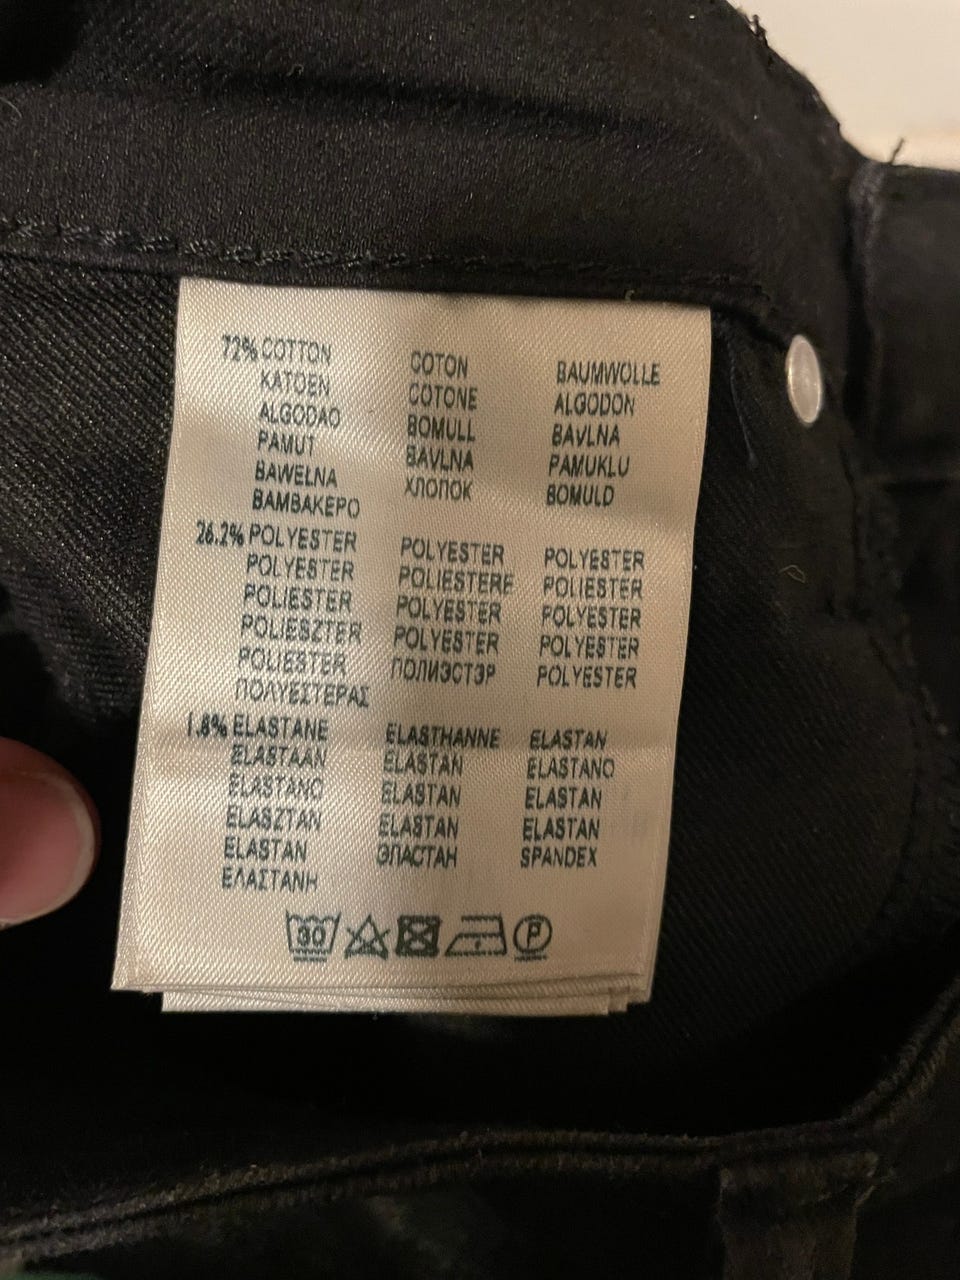 72% COTTON COTON BAUMWOLLE
KATOEN COTONE ALGODON
ALGODAO BOMULL BAVLNA
PAMUT BAVLNA PAMUKLU
BAWEŁNA ХЛОПОК BOMULD
BAMBAKEPO
26.2% POLYESTER POLYESTER POLYESTER
POLYESTER POLIESTERE POLIESTER
POLIESTER POLYESTER POLYESTER
POLIESZTER POLYESTER POLYESTER
POLIESTER ПОЛИЭСТЭР POLYESTER
ΠΟΛΥΕΣΤΕΡΑΣ
1.8% ELASTANE ELASTHANNE ELASTAN
ELASTAAN ELASTAN ELASTANO
ELASTANO ELASTAN ELASTAN
ELASZTAN ELASTAN ELASTAN
ELASTAN ЭЛАСТАН SPANDEX
ΕΛΑΣΤΑΝΗ
30 P